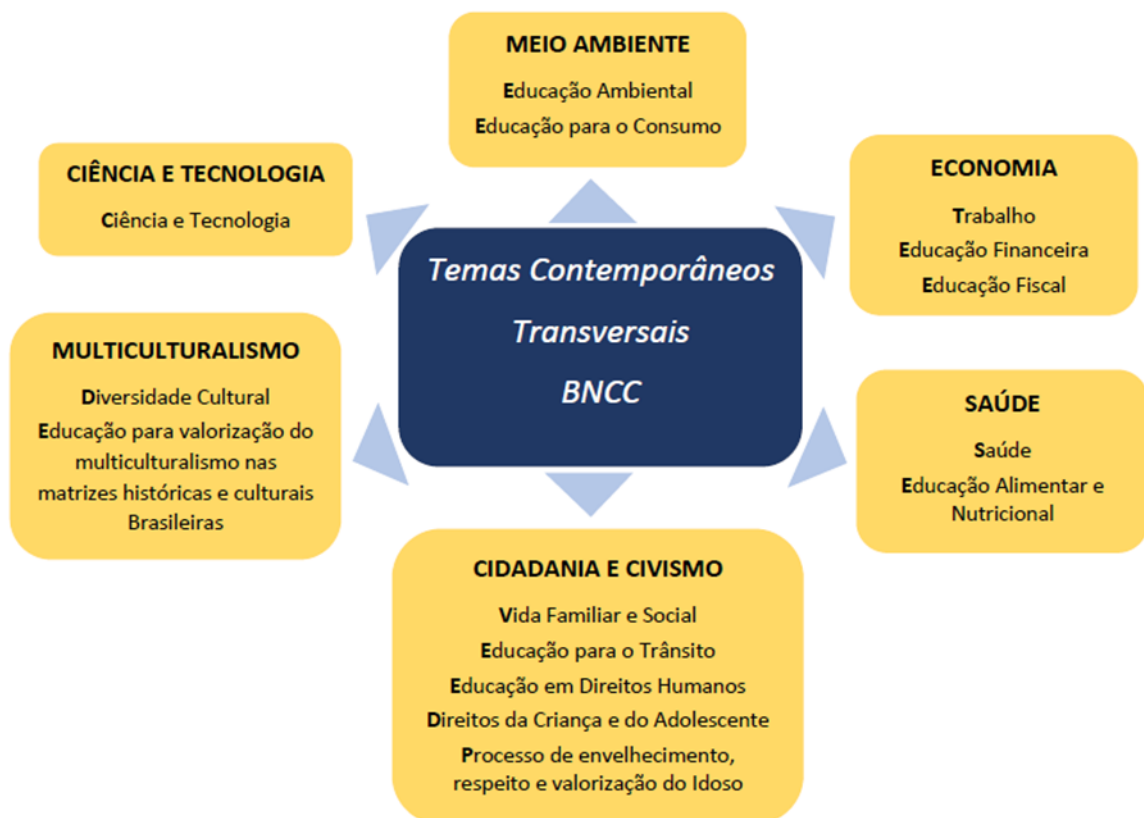 MEIO AMBIENTE
Educação Ambiental
Educação para o Consumo
CIÊNCIA E TECNOLOGIA
Ciência e Tecnologia
ECONOMIA
Trabalho
Educação Financeira
Educação Fiscal
Temas Contemporâneos
Transversais
BNCC
MULTICULTURALISMO
Diversidade Cultural
Educação para valorização do
multiculturalismo nas
matrizes históricas e culturais
Brasileiras
SAÚDE
Saúde
Educação Alimentar e
Nutricional
CIDADANIA E CIVISMO
Vida Familiar e Social
Educação para o Trânsito
Educação em Direitos Humanos
Direitos da Criança e do Adolescente
Processo de envelhecimento,
respeito e valorização do Idoso